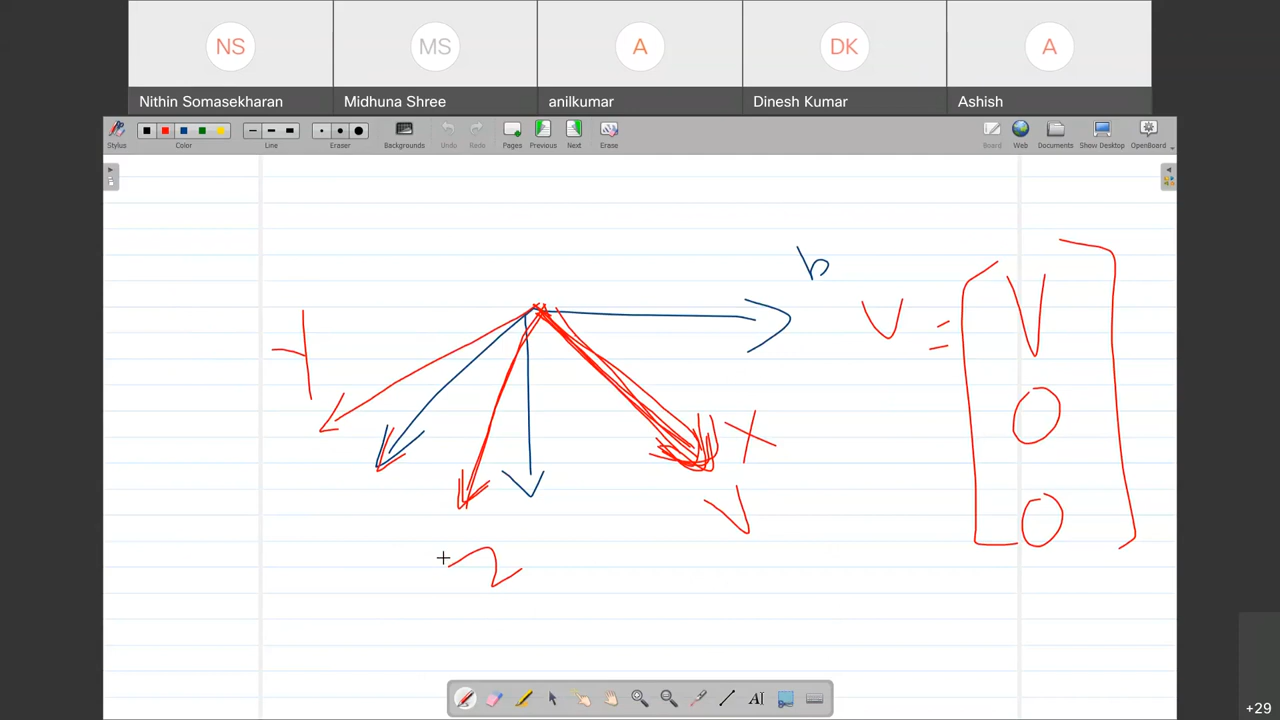 NS
MS
A
DK
A
Nithin Somasekharan
Midhuna Shree
anilkumar
Dinesh Kumar
Ashish
Stylus
Color
Line
Eraser
Backgrounds
Undo
Redo
Pages
Previous
Next
Erase
Board
Web
Documents
Show Desktop
OpenBoard
b
V = [ V
0
0 ]
Y
X
V
Z
+29